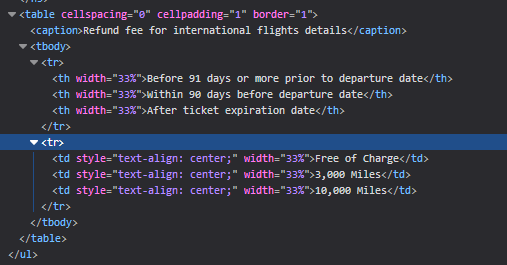 <table cellspacing="0" cellpadding="1" border="1">
<caption>Refund fee for international flights details</caption>
<tbody>
<tr>
<th width="33%">Before 91 days or more prior to departure date</th>
<th width="33%">Within 90 days before departure date</th>
<th width="33%">After ticket expiration date</th>
</tr>
<tr>
<td style="text-align: center;" width="33%">Free of Charge</td>
<td style="text-align: center;" width="33%">3,000 Miles</td>
<td style="text-align: center;" width="33%">10,000 Miles</td>
</tr>
</tbody>
</table>
</ul>